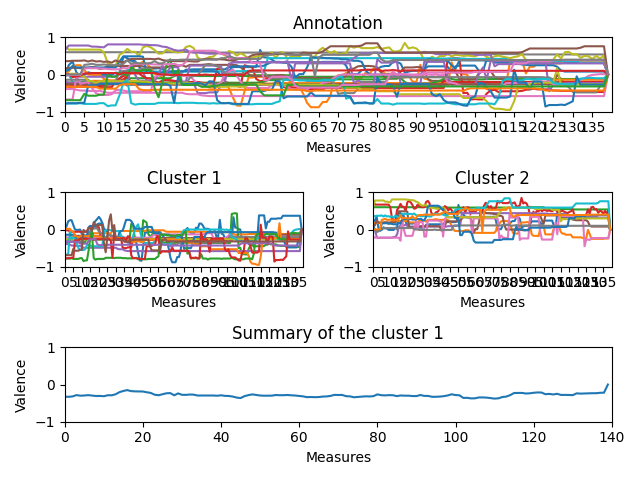 Annotation
Valence
1
0
−1
0 5 10 15 20 25 30 35 40 45 50 55 60 65 70 75 80 85 90 95 100 105 110 115 120 125 130 135
Measures
Cluster 1
Cluster 2
Valence
1
0
−1
Measures
Valence
1
0
−1
Measures
Summary of the cluster 1
Valence
1
0
−1
0 20 40 60 80 100 120 140
Measures